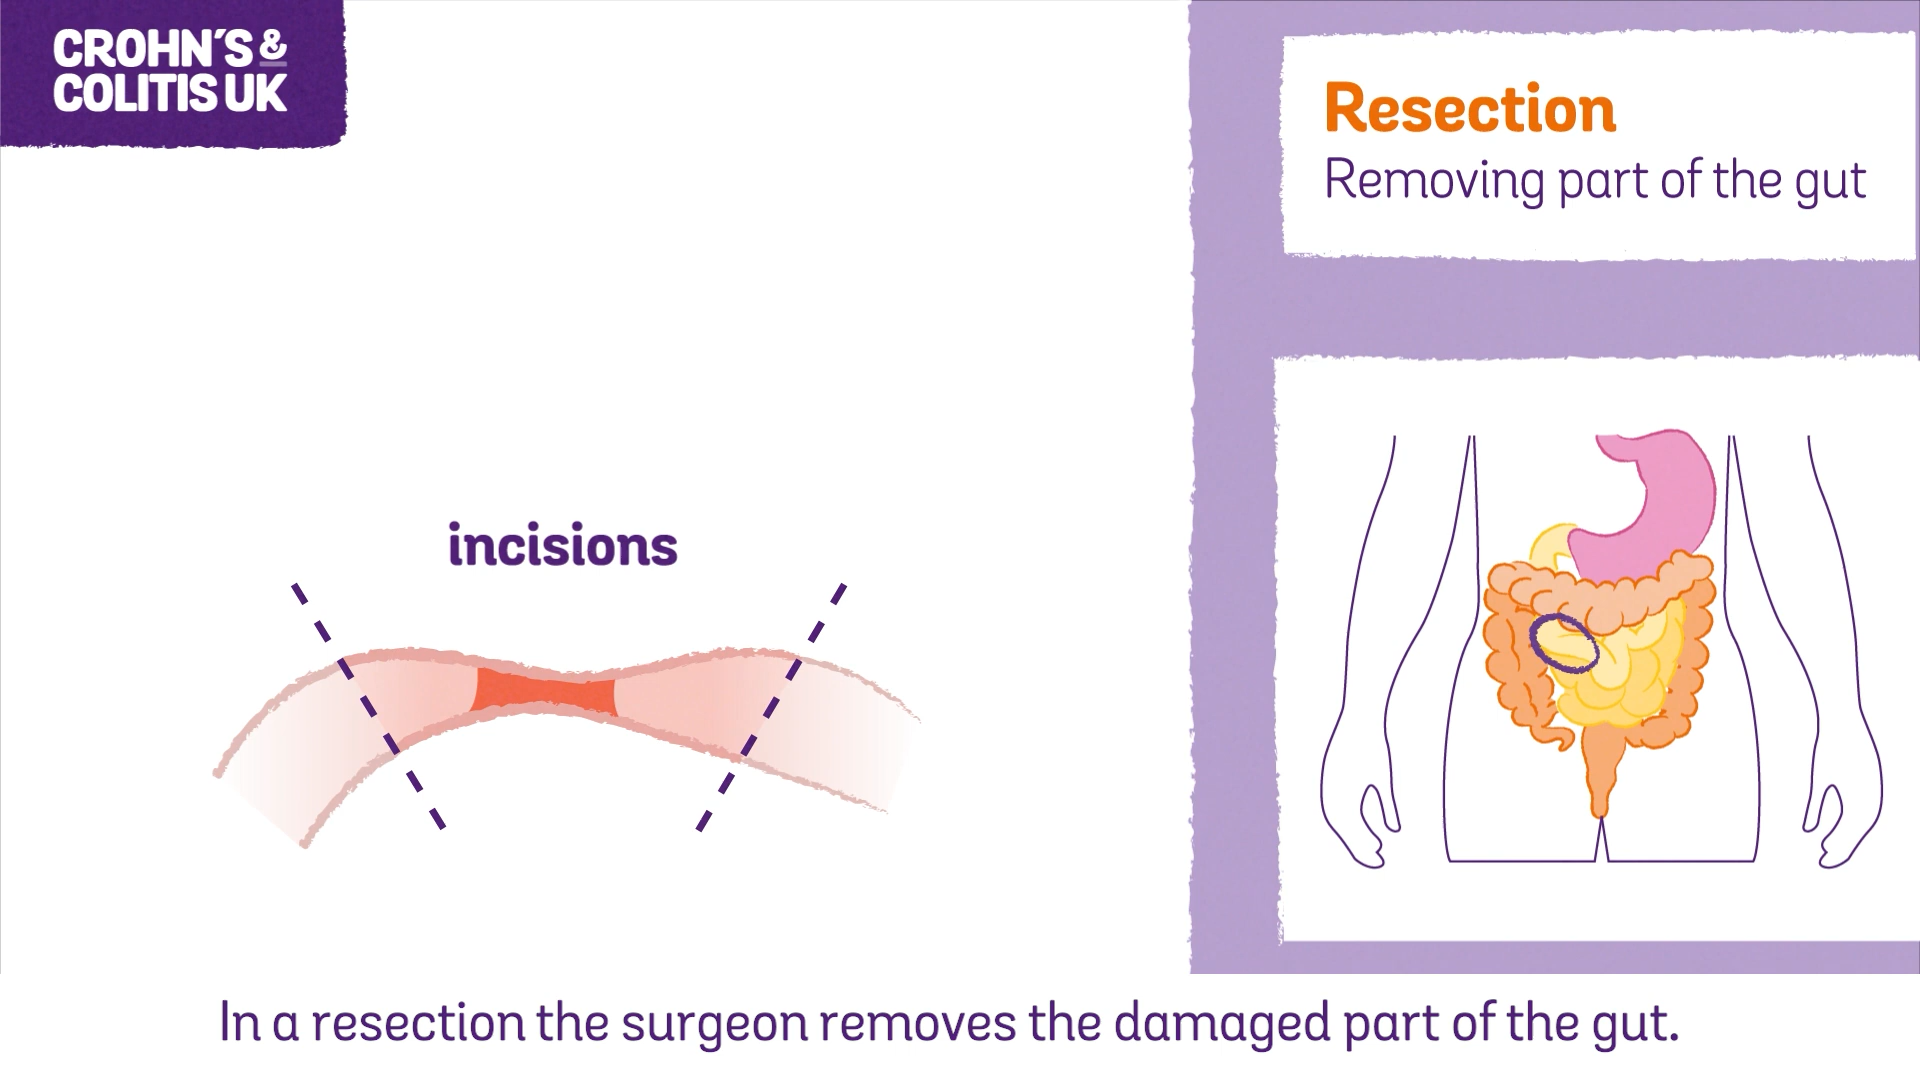 CROHN´S &
COLITIS UK
Resection
Removing part of the gut
incisions
In a resection the surgeon removes the damaged part of the gut.